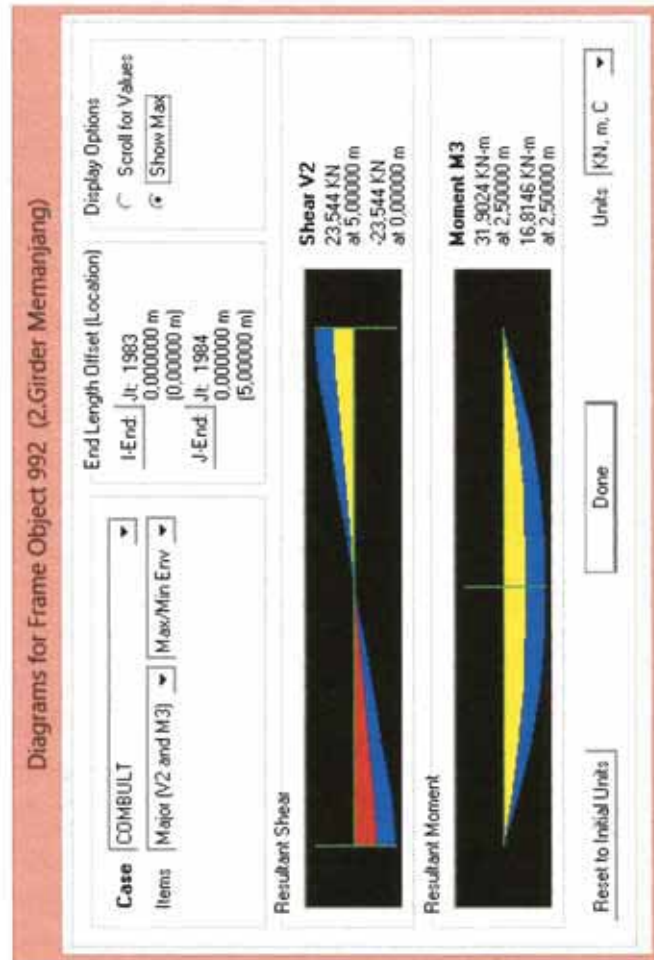 Diagrams for Frame Object 992 (2.Girder Memanjang)
Case COMBULT
Items Major (V2 and M3) Max/Min Env
End Length Offset (Location)
I-End: Jt: 1983
0,000000 m
(0,00000 m)
J-End: Jt: 1984
0,000000 m
(5,00000 m)
Display Options
Scroll for Values
Show Max
Resultant Shear
Shear V2
23,544 KN
at 5,00000 m
-23,544 KN
at 0,00000 m
Resultant Moment
Moment M3
31,9024 KN-m
at 2,50000 m
16,8146 KN-m
at 2,50000 m
Reset to Initial Units
Done
Units KN, m, C